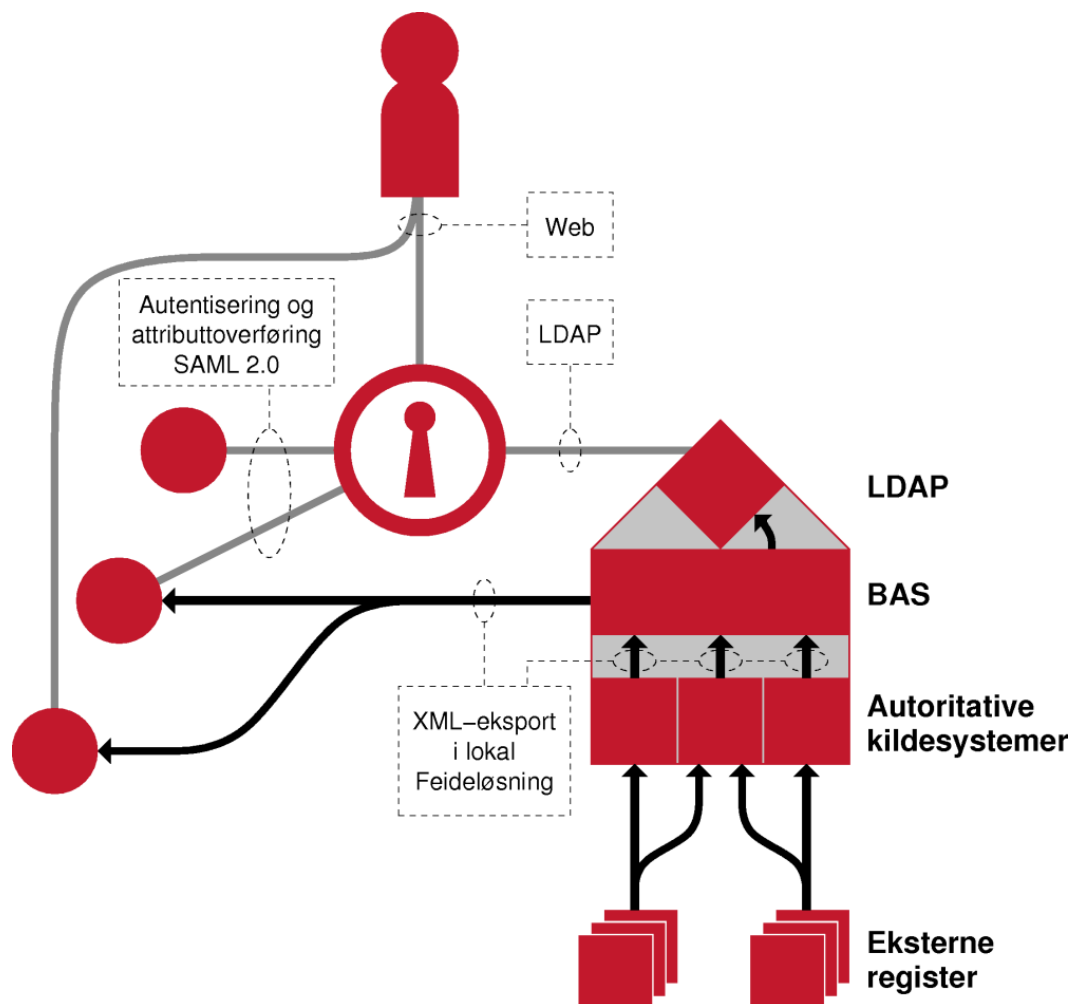 Web
Autentisering og
attributtoverføring
SAML 2.0
LDAP
LDAP
BAS
Autoritative
kildesystemer
XML−eksport
i lokal
Feideløsning
Eksterne
register